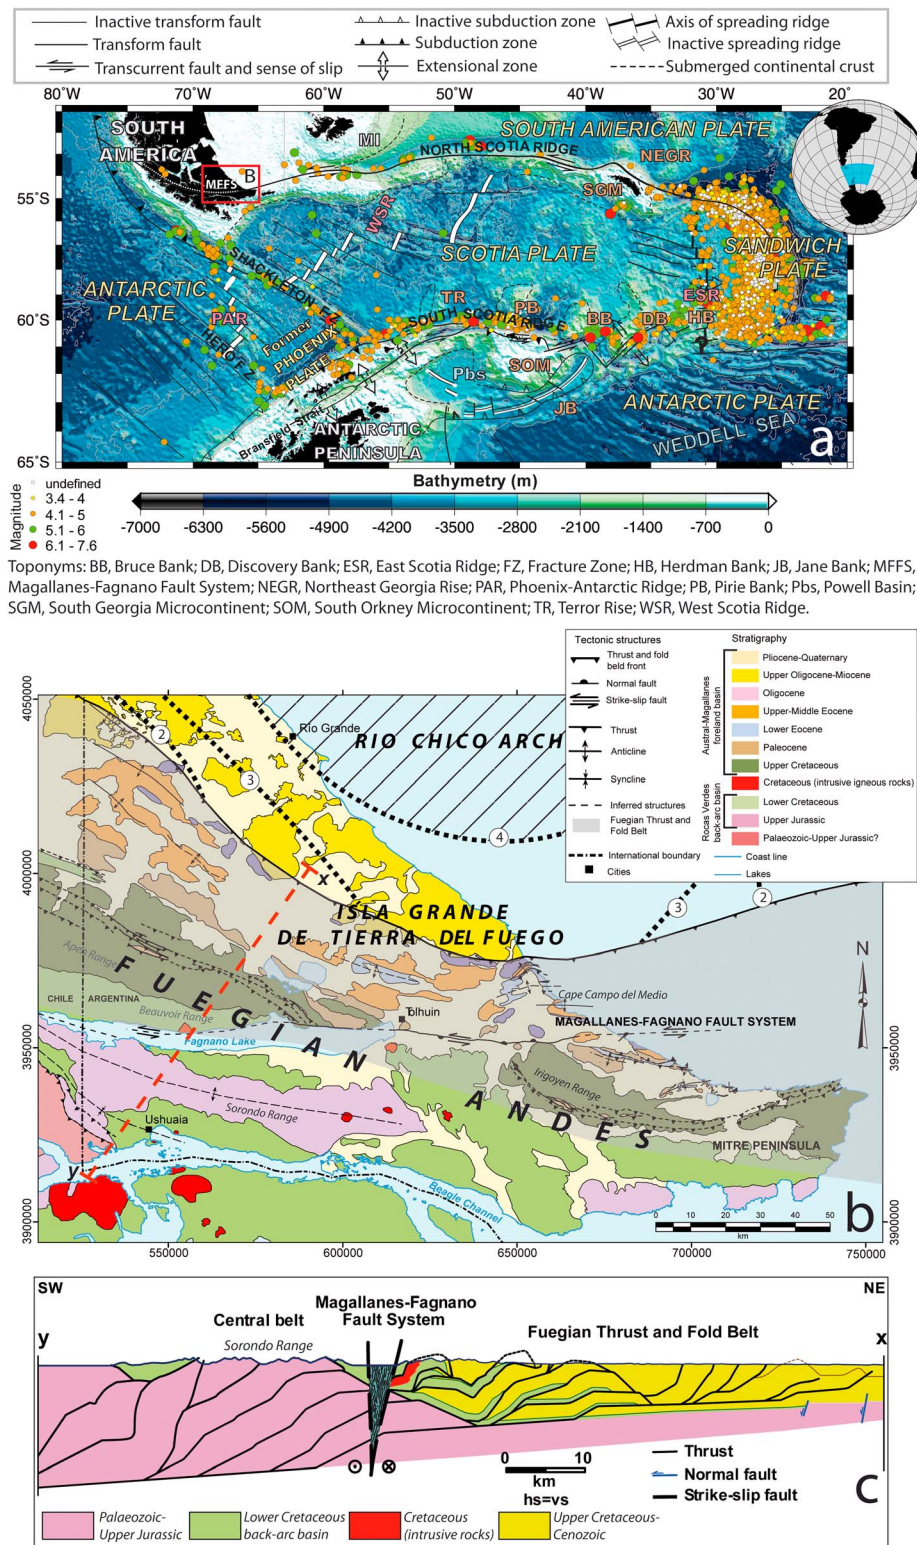 Inactive transform fault
Inactive subduction zone
Axis of spreading ridge
Transform fault
Subduction zone
Inactive spreading ridge
Transcurrent fault and sense of slip
Extensional zone
Submerged continental crust
80°W
70°W
60°W
50°W
40°W
30°W
20°
SOUTH
AMERICA
MI
SOUTH AMERICAN PLATE
NORTH SCOTIA RIDGE
NEGR
B
MFFS
SGM
55°S
WSR
SCOTIA PLATE
SANDWICH
PLATE
SHACKLETON F Z
ANTARCTIC
PLATE
ESR
TR
PB
PAR
SOUTH SCOTIA RIDGE
BB
DB
HB
60°S
HERO FZ
Former
PHOENIX
PLATE
SOM
Pbs
JB
ANTARCTIC PLATE
Bransfield Strait
ANTARCTIC
PENINSULA
WEDDELL SEA
a
65°S
Magnitude
undefined
3.4 - 4
4.1 - 5
5.1 - 6
6.1 - 7.6
Bathymetry (m)
-7000
-6300
-5600
-4900
-4200
-3500
-2800
-2100
-1400
-700
0
Toponyms: BB, Bruce Bank; DB, Discovery Bank; ESR, East Scotia Ridge; FZ, Fracture Zone; HB, Herdman Bank; JB, Jane Bank; MFFS,
Magallanes-Fagnano Fault System; NEGR, Northeast Georgia Rise; PAR, Phoenix-Antarctic Ridge; PB, Pirie Bank; Pbs, Powell Basin;
SGM, South Georgia Microcontinent; SOM, South Orkney Microcontinent; TR, Terror Rise; WSR, West Scotia Ridge.
Tectonic structures
Thrust and fold
beld front
Normal fault
Strike-slip fault
Thrust
Anticline
Syncline
Inferred structures
Fuegian Thrust and
Fold Belt
International boundary
Cities
Stratigraphy
Austral-Magallanes
foreland basin
Pliocene-Quaternary
Upper Oligocene-Miocene
Oligocene
Upper-Middle Eocene
Lower Eocene
Paleocene
Upper Cretaceous
Cretaceous (intrusive igneous rocks)
Rocas Verdes
back-arc basin
Lower Cretaceous
Upper Jurassic
Palaeozoic-Upper Jurassic?
Coast line
Lakes
4050000
2
Rio Grande
3
RIO CHICO ARCH
4
4000000
x
3
2
ISLA GRANDE
DE TIERRA DEL FUEGO
N
Apen Range
Cape Campo del Medio
CHILE
ARGENTINA
FUEGIAN ANDES
Tolhuin
MAGALLANES-FAGNANO FAULT SYSTEM
Beauvoir Range
Fagnano Lake
3950000
3950000
Irigoyen Range
Sorondo Range
Ushuaia
MITRE PENINSULA
y
Beagle Channel
0
10
20
30
40
50
km
b
3900000
3900000
550000
600000
650000
700000
750000
SW
NE
Central belt
Magallanes-Fagnano
Fault System
y
Sorondo Range
Fuegian Thrust and Fold Belt
x
0
10
km
hs=vs
Thrust
Normal fault
Strike-slip fault
c
Palaeozoic-
Upper Jurassic
Lower Cretaceous
back-arc basin
Cretaceous
(intrusive rocks)
Upper Cretaceous-
Cenozoic